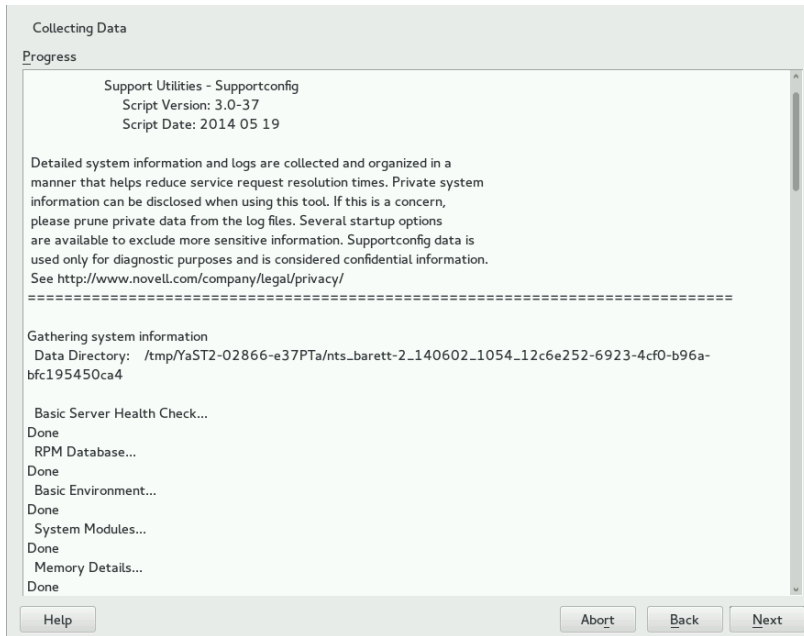 Collecting Data
Progress
Support Utilities - Supportconfig
Script Version: 3.0-37
Script Date: 2014 05 19
Detailed system information and logs are collected and organized in a
manner that helps reduce service request resolution times. Private system
information can be disclosed when using this tool. If this is a concern,
please prune private data from the log files. Several startup options
are available to exclude more sensitive information. Supportconfig data is
used only for diagnostic purposes and is considered confidential information.
See http://www.novell.com/company/legal/privacy/
=============================================================================
Gathering system information
Data Directory: /tmp/YaST2-02866-e37PTa/nts_barett-2_140602_1054_12c6e252-6923-4cf0-b96a-
bfc195450ca4
Basic Server Health Check...
Done
RPM Database...
Done
Basic Environment...
Done
System Modules...
Done
Memory Details...
Done
Help
Abort
Back
Next